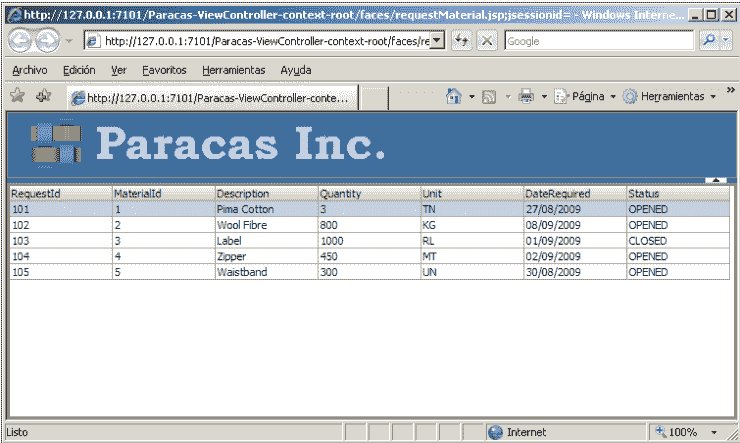 http://127.0.0.1:7101/Paracas-ViewController-context-root/faces/requestMaterial.jsp;jsessionid= - Windows Interne...
http://127.0.0.1:7101/Paracas-ViewController-context-root/faces/re Google
Archivo Edición Ver Favoritos Herramientas Ayuda
http://127.0.0.1:7101/Paracas-ViewController-conte... Página Herramientas »
Paracas Inc.
RequestId MaterialId Description Quantity Unit DateRequired Status
101 1 Pima Cotton 3 TN 27/08/2009 OPENED
102 2 Wool Fibre 800 KG 08/09/2009 OPENED
103 3 Label 1000 RL 01/09/2009 CLOSED
104 4 Zipper 450 MT 02/09/2009 OPENED
105 5 Waistband 300 UN 30/08/2009 OPENED
Listo Internet 100%